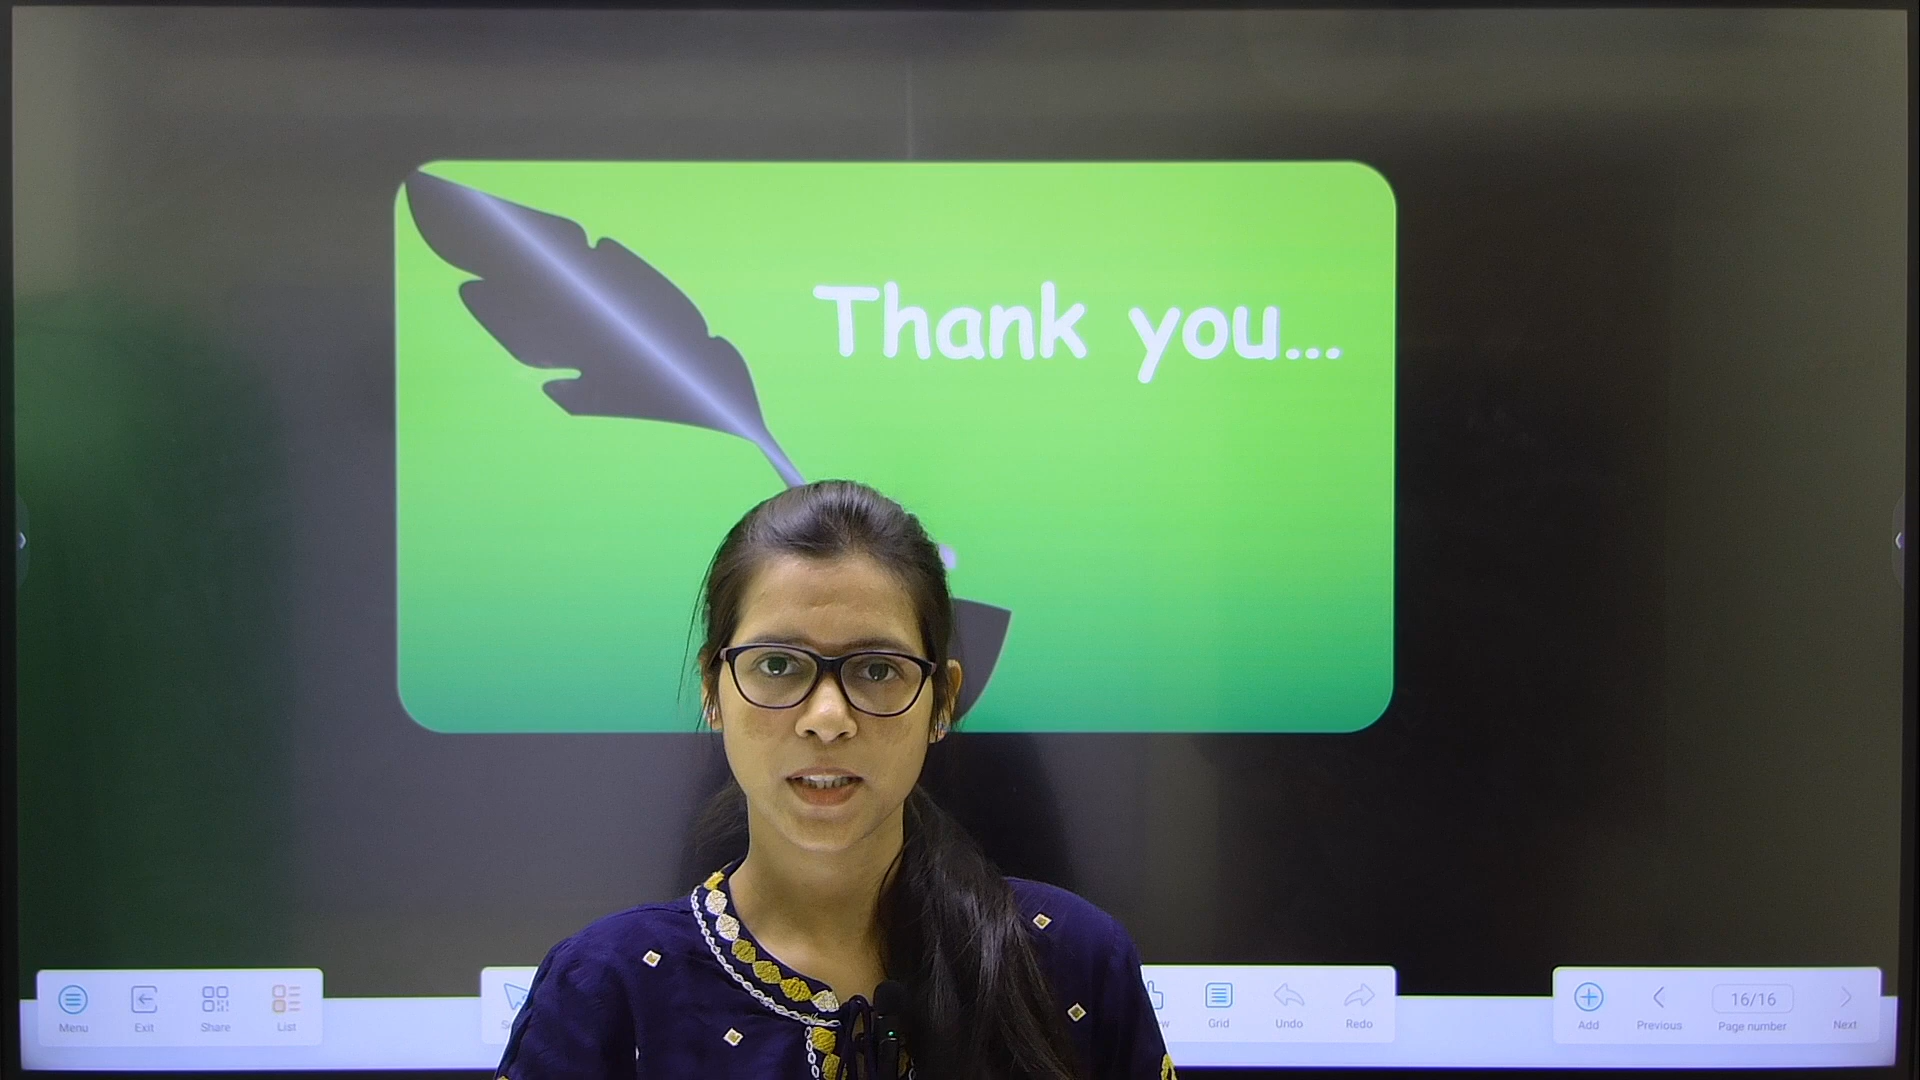 Thank you...
Menu
Exit
Share
List
Grid
Undo
Redo
Add
Previous
16/16
Page number
Next